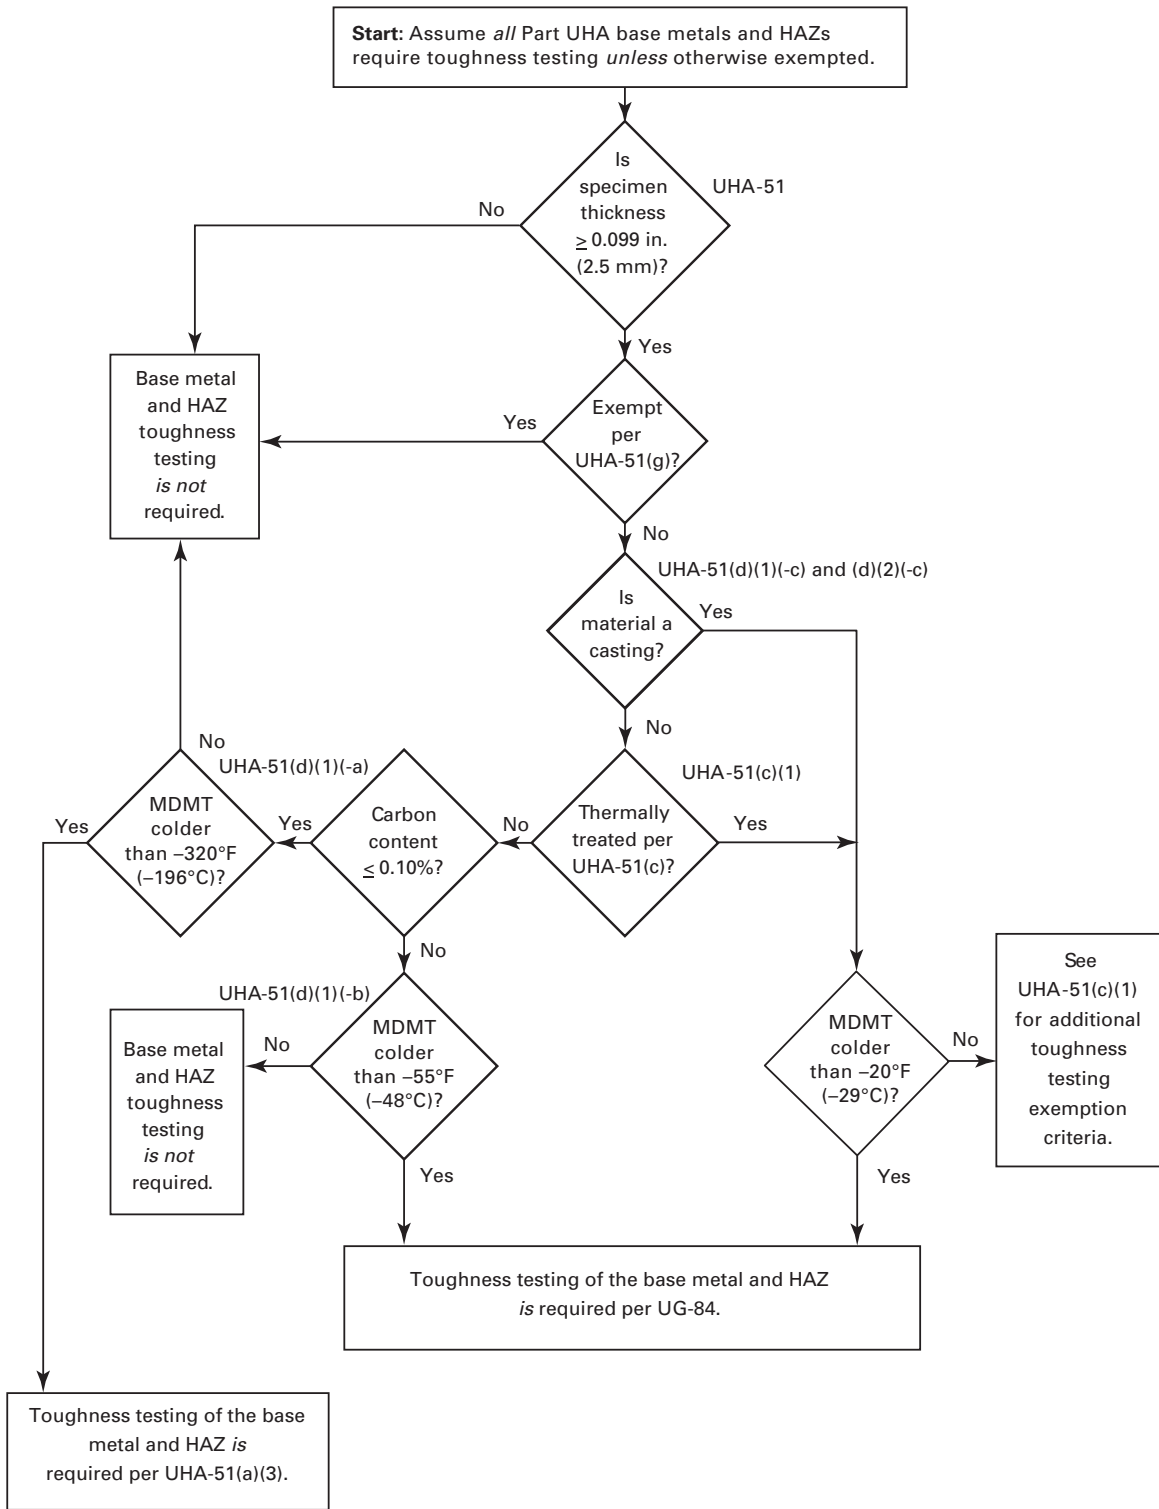 Start: Assume all Part UHA base metals and HAZs
require toughness testing unless otherwise exempted.
Is
specimen
thickness
≥ 0.099 in.
(2.5 mm)?
UHA-51
No
Yes
Base metal
and HAZ
toughness
testing
is not
required.
Yes
Exempt
per
UHA-51(g)?
No
UHA-51(d)(1)(-c) and (d)(2)(-c)
Is
material a
casting?
Yes
No
No
UHA-51(d)(1)(-a)
MDMT
colder
than –320°F
(–196°C)?
Yes
Yes
Carbon
content
≤ 0.10%?
No
UHA-51(c)(1)
Thermally
treated per
UHA-51(c)?
Yes
No
UHA-51(d)(1)(-b)
Base metal
and HAZ
toughness
testing
is not
required.
No
MDMT
colder
than –55°F
(–48°C)?
Yes
MDMT
colder
than –20°F
(–29°C)?
No
Yes
See
UHA-51(c)(1)
for additional
toughness
testing
exemption
criteria.
Toughness testing of the base metal and HAZ
is required per UG-84.
Toughness testing of the base
metal and HAZ is
required per UHA-51(a)(3).